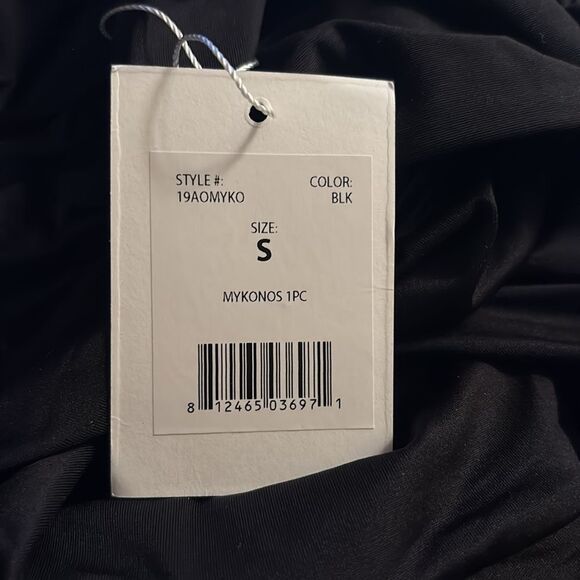 STYLE #: COLOR:
19AOMYKO BLK
SIZE:
S
MYKONOS 1PC
8 12465 03697 1